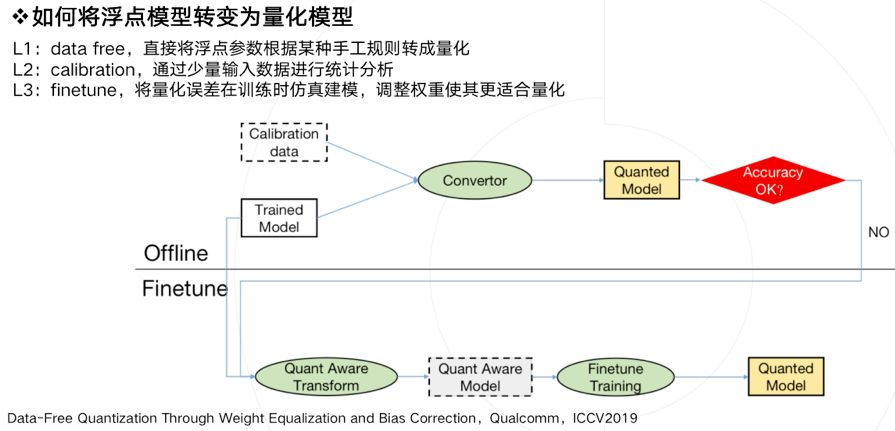 ❖如何将浮点模型转变为量化模型
L1：data free，直接将浮点参数根据某种手工规则转成量化
L2：calibration，通过少量输入数据进行统计分析
L3：finetune，将量化误差在训练时仿真建模，调整权重使其更适合量化
Calibration
data
Convertor
Quanted
Model
Accuracy
OK?
Trained
Model
NO
Offline
Finetune
Quant Aware
Transform
Quant Aware
Model
Finetune
Training
Quanted
Model
Data-Free Quantization Through Weight Equalization and Bias Correction，Qualcomm，ICCV2019